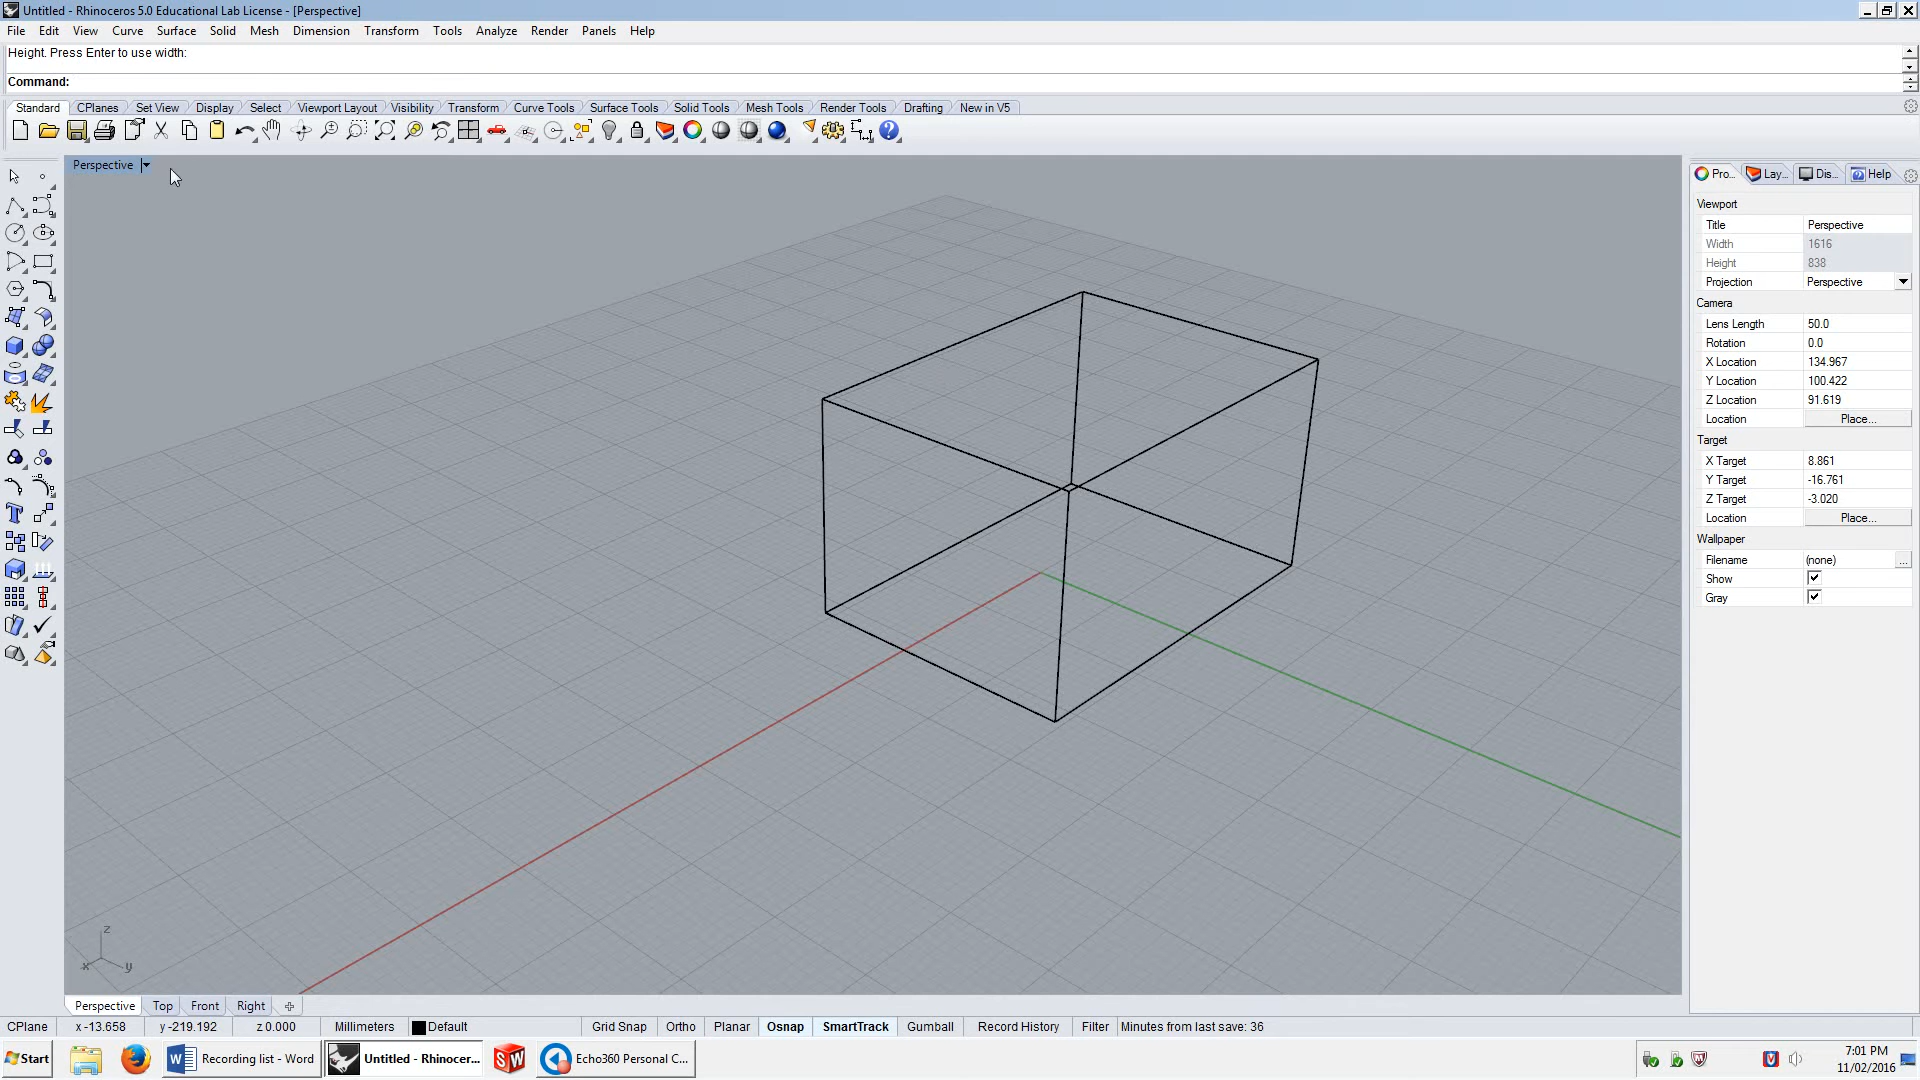 Untitled - Rhinoceros 5.0 Educational Lab License - [Perspective]
File Edit View Curve Surface Solid Mesh Dimension Transform Tools Analyze Render Panels Help
Height. Press Enter to use width:
Command:
Standard CPlanes Set View Display Select Viewport Layout Visibility Transform Curve Tools Surface Tools Solid Tools Mesh Tools Render Tools Drafting New in V5
Perspective
Pro... Lay... Dis... Help
Viewport
Title Perspective
Width 1616
Height 838
Projection Perspective
Camera
Lens Length 50.0
Rotation 0.0
X Location 134.967
Y Location 100.422
Z Location 91.619
Location Place...
Target
X Target 8.861
Y Target -16.761
Z Target -3.020
Location Place...
Wallpaper
Filename (none) ...
Show
Gray
z
x y
Perspective Top Front Right
CPlane x -13.658 y -219.192 z 0.000 Millimeters Default Grid Snap Ortho Planar Osnap SmartTrack Gumball Record History Filter Minutes from last save: 36
Start Recording list - Word Untitled - Rhinocer... SW Echo360 Personal C...
7:01 PM
11/02/2016